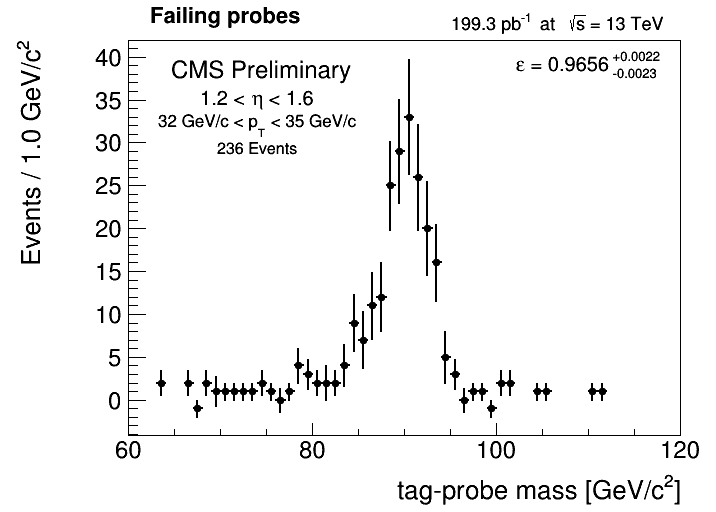 Failing probes
199.3 pb⁻¹ at √s = 13 TeV
Events / 1.0 GeV/c²
CMS Preliminary
1.2 < η < 1.6
32 GeV/c < p_T < 35 GeV/c
236 Events
ε = 0.9656 +0.0022 -0.0023
40
35
30
25
20
15
10
5
0
60 80 100 120
tag-probe mass [GeV/c²]